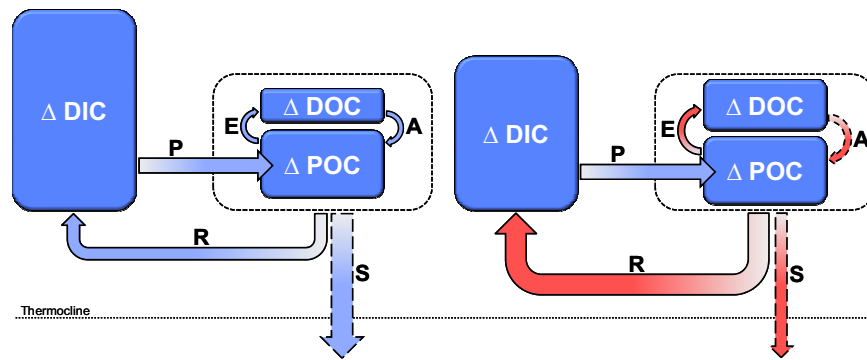 Δ DIC
P
E
Δ DOC
A
Δ POC
R
S
Δ DIC
P
E
Δ DOC
A
Δ POC
R
S
Thermocline